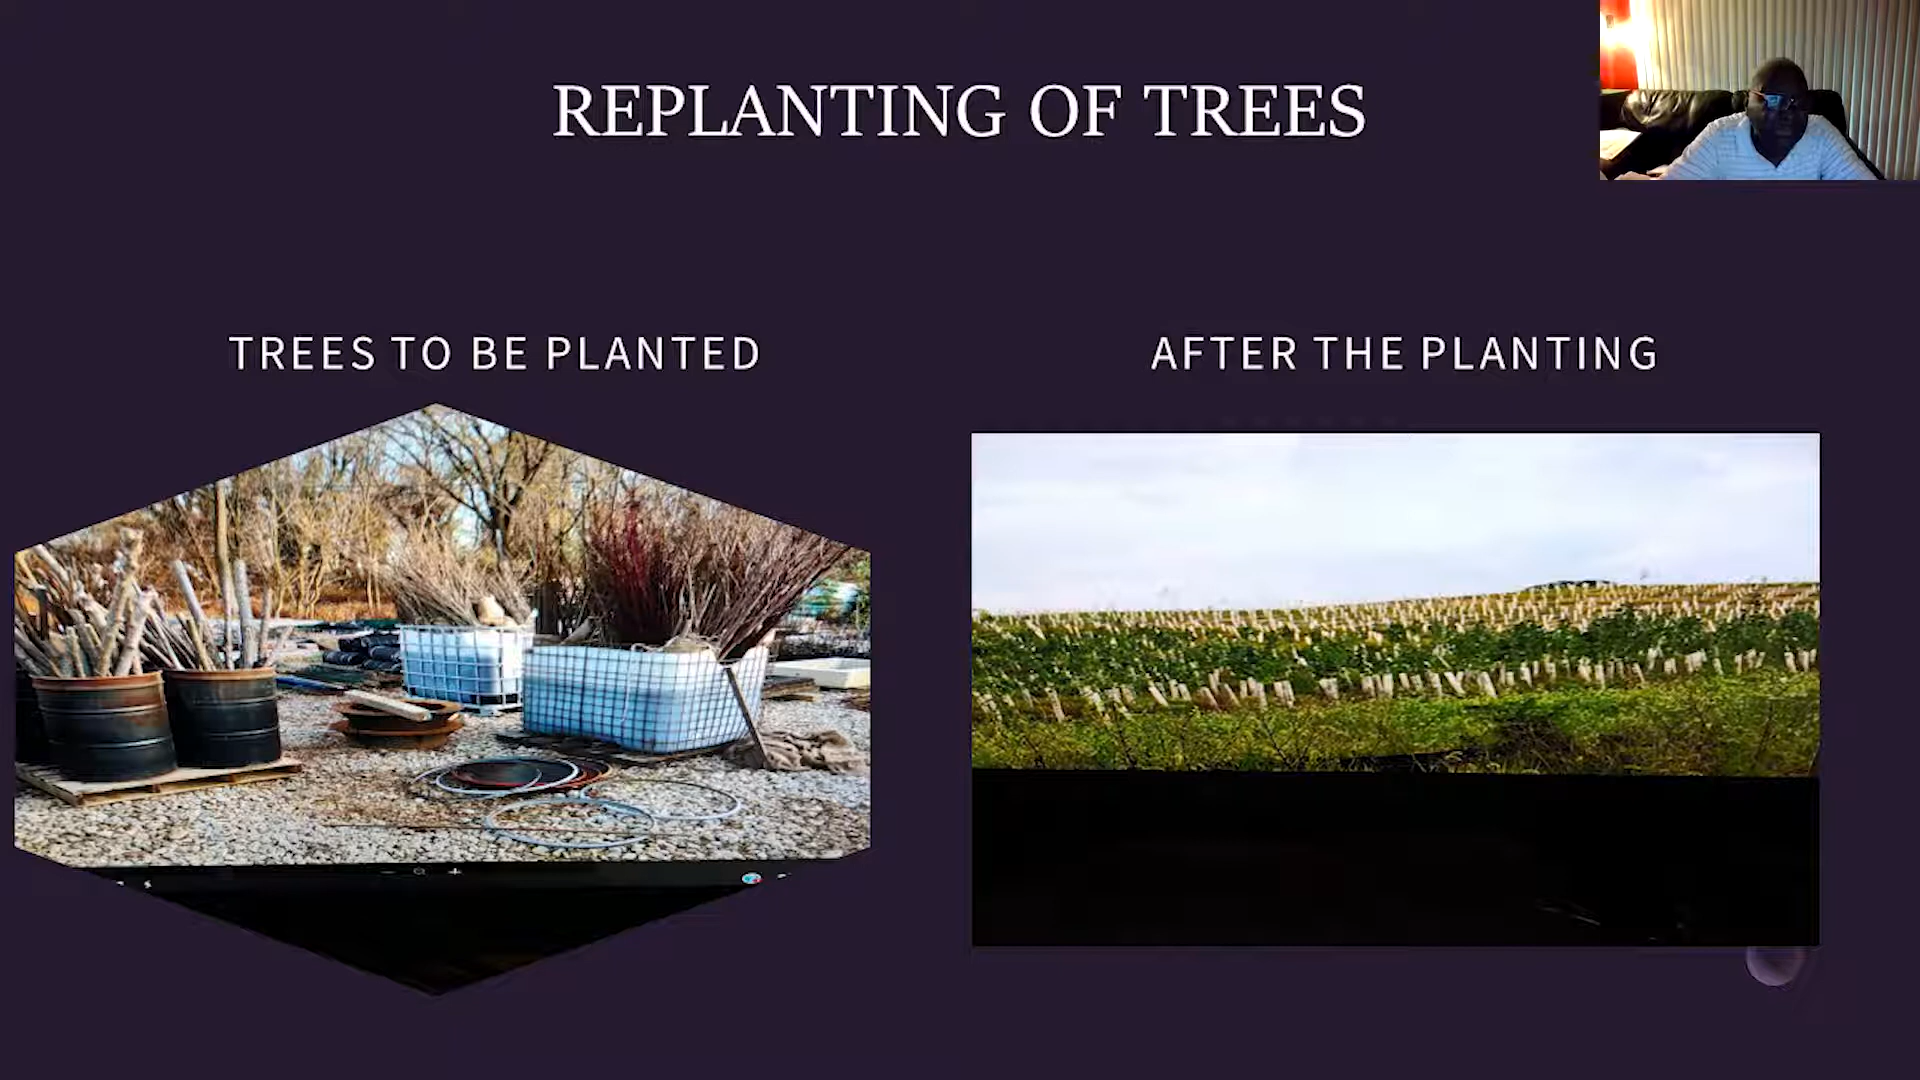 REPLANTING OF TREES
TREES TO BE PLANTED
AFTER THE PLANTING